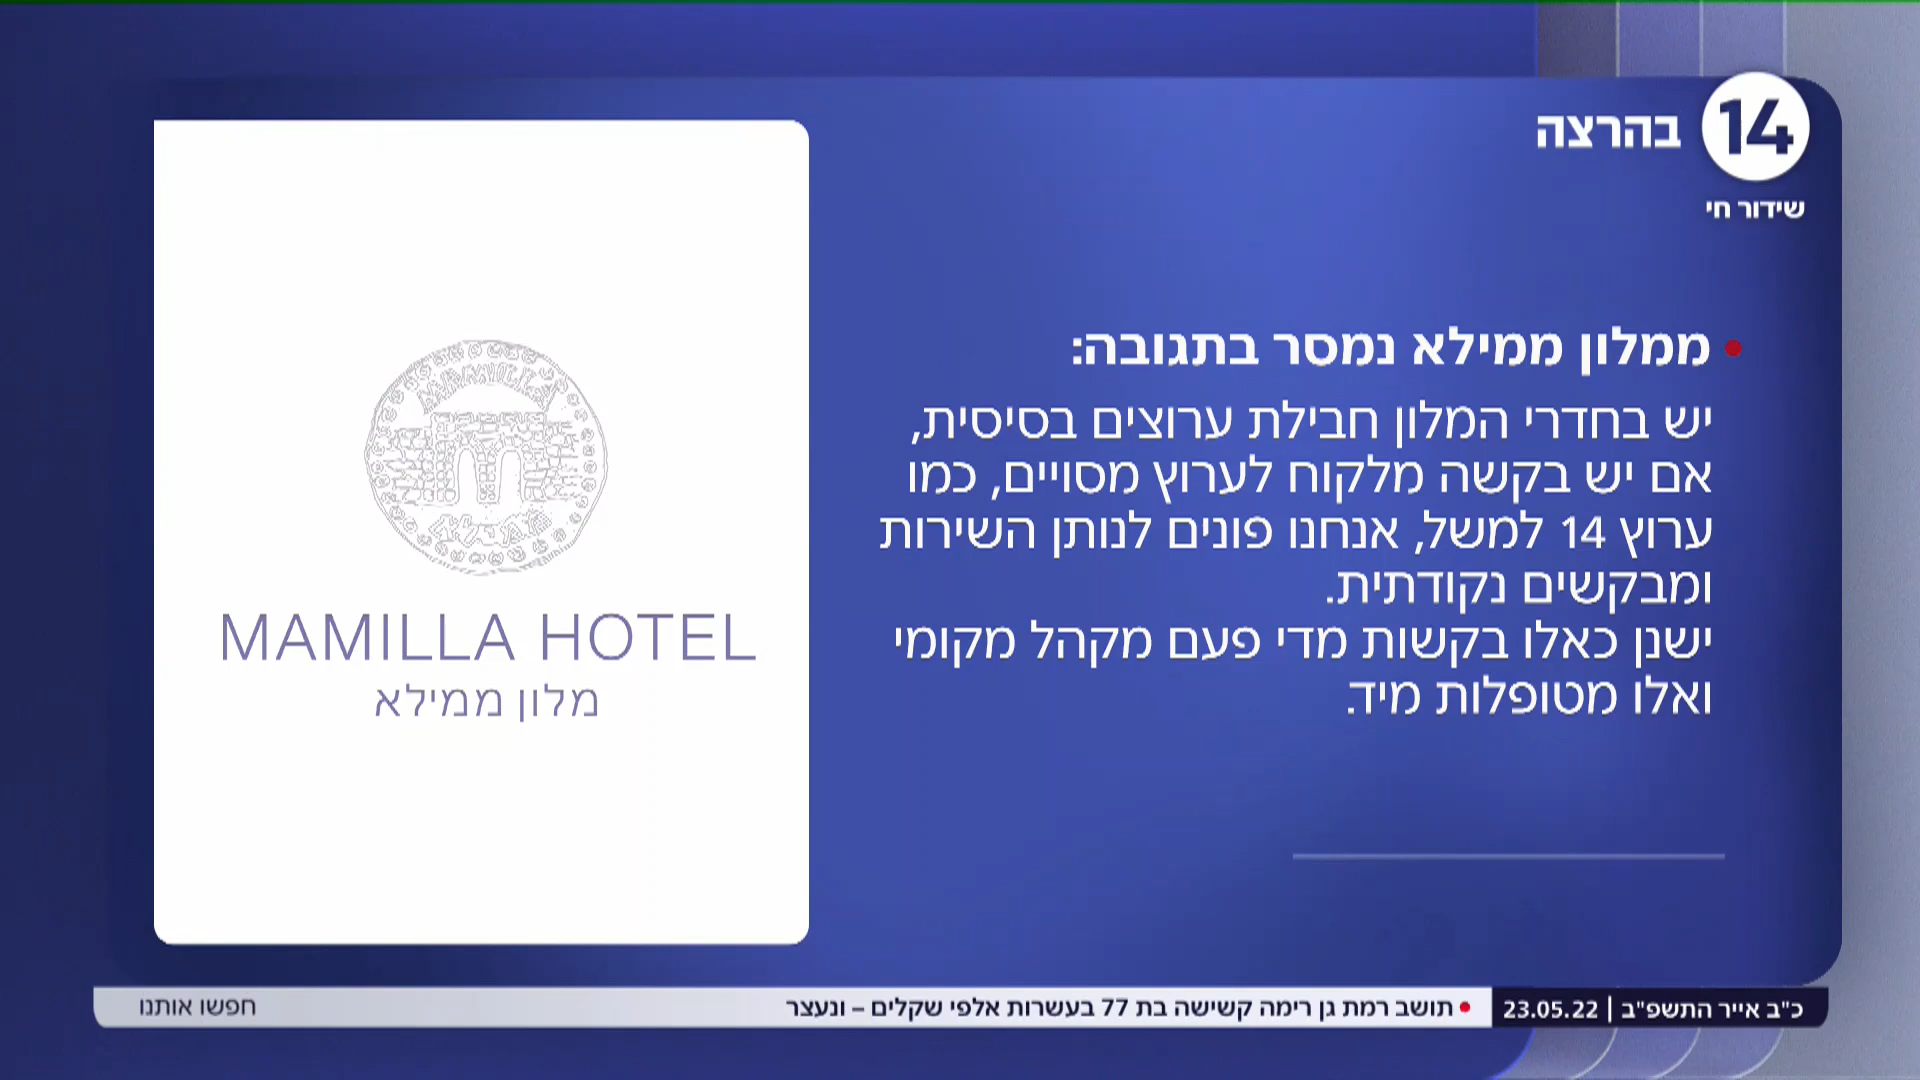 14 בהרצה
שידור חי
ממלון ממילא נמסר בתגובה:
יש בחדרי המלון חבילת ערוצים בסיסית,
אם יש בקשה מלקוח לערוץ מסויים, כמו
ערוץ 14 למשל, אנחנו פונים לנותן השירות
ומבקשים נקודתית.
ישנן כאלו בקשות מדי פעם מקהל מקומי
ואלו מטופלות מיד.
MAMILLA
ממילא
MAMILLA HOTEL
מלון ממילא
כ"ב אייר התשפ"ב | 23.05.22
תושב רמת גן רימה קשישה בת 77 בעשרות אלפי שקלים – ונעצר
חפשו אותנו